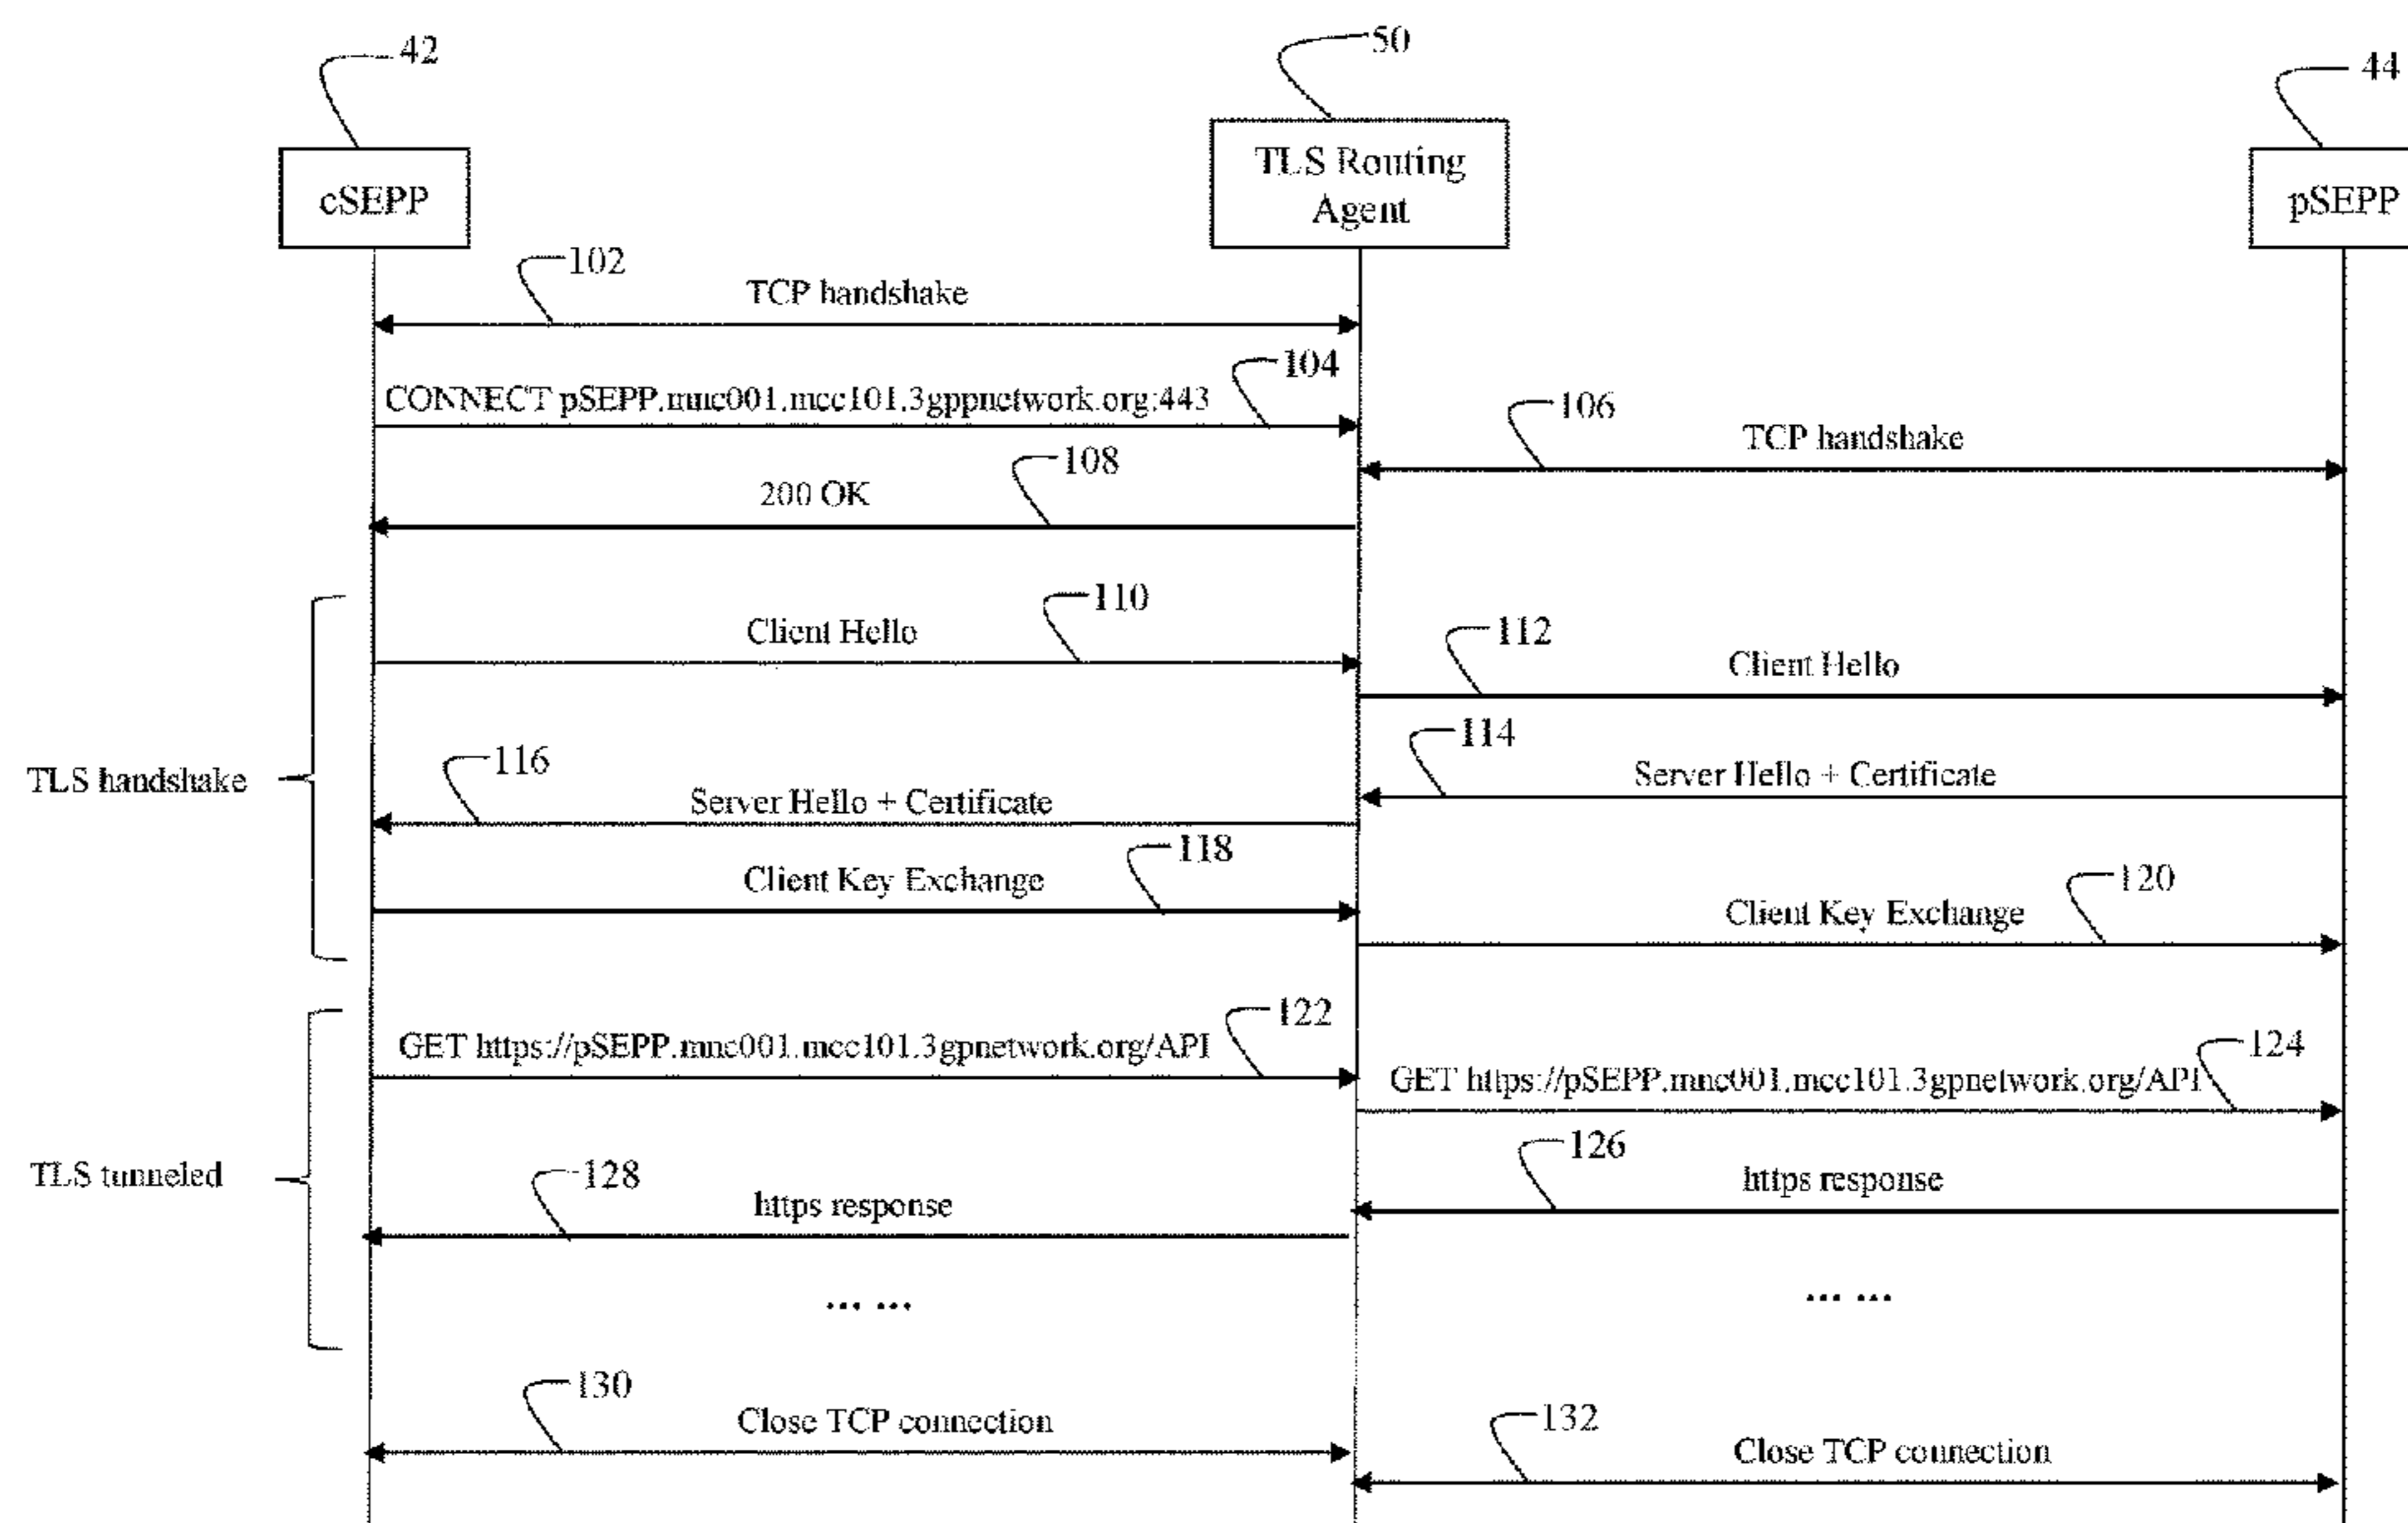 42
50
44
cSEPP
TLS Routing
Agent
pSEPP
102
TCP handshake
104
CONNECT pSEPP.mnc001.mcc101.3gppnetwork.org:443
106
TCP handshake
108
200 OK
110
Client Hello
112
Client Hello
114
Server Hello + Certificate
TLS handshake
116
Server Hello + Certificate
118
Client Key Exchange
120
Client Key Exchange
122
GET https://pSEPP.mnc001.mcc101.3gpnetwork.org/API
124
GET https://pSEPP.mnc001.mcc101.3gpnetwork.org/API
126
https response
TLS tunneled
128
https response
... ...
... ...
130
Close TCP connection
132
Close TCP connection